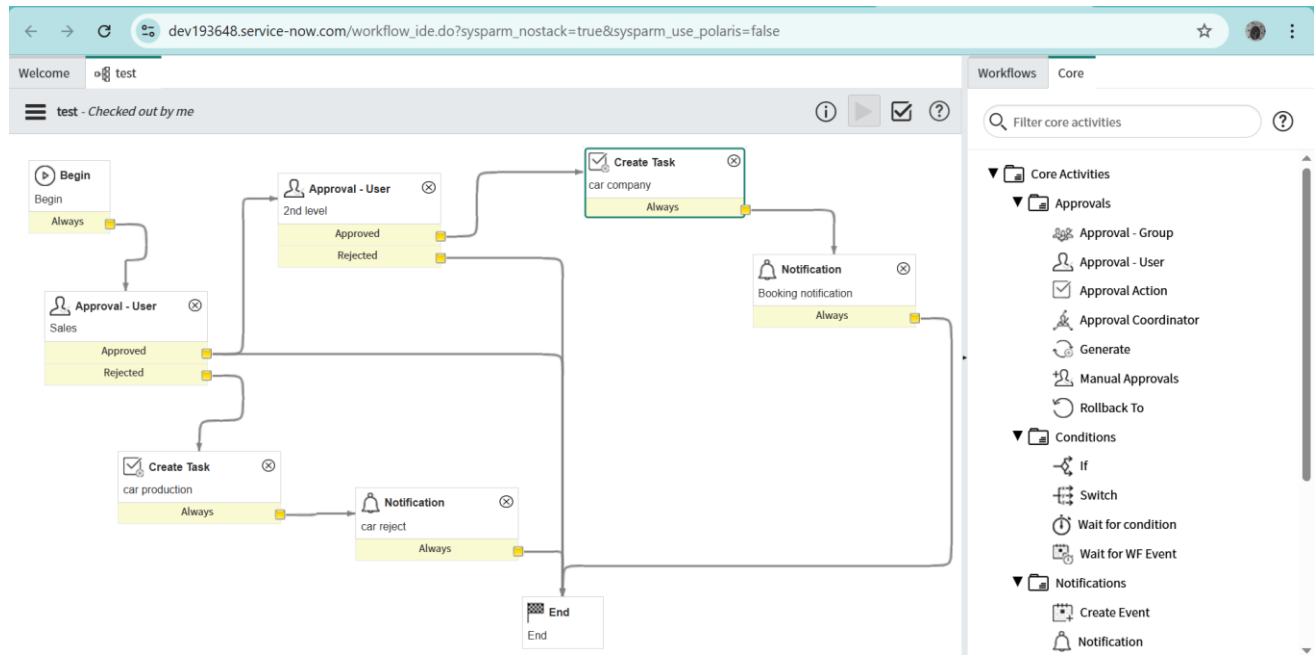 dev193648.service-now.com/workflow_ide.do?sysparm_nostack=true&sysparm_use_polaris=false
Welcome
test
Workflows
Core
test - Checked out by me
Filter core activities
Begin
Begin
Always
Approval - User
2nd level
Approved
Rejected
Create Task
car company
Always
Notification
Booking notification
Always
Approval - User
Sales
Approved
Rejected
Create Task
car production
Always
Notification
car reject
Always
End
End
Core Activities
Approvals
Approval - Group
Approval - User
Approval Action
Approval Coordinator
Generate
Manual Approvals
Rollback To
Conditions
If
Switch
Wait for condition
Wait for WF Event
Notifications
Create Event
Notification